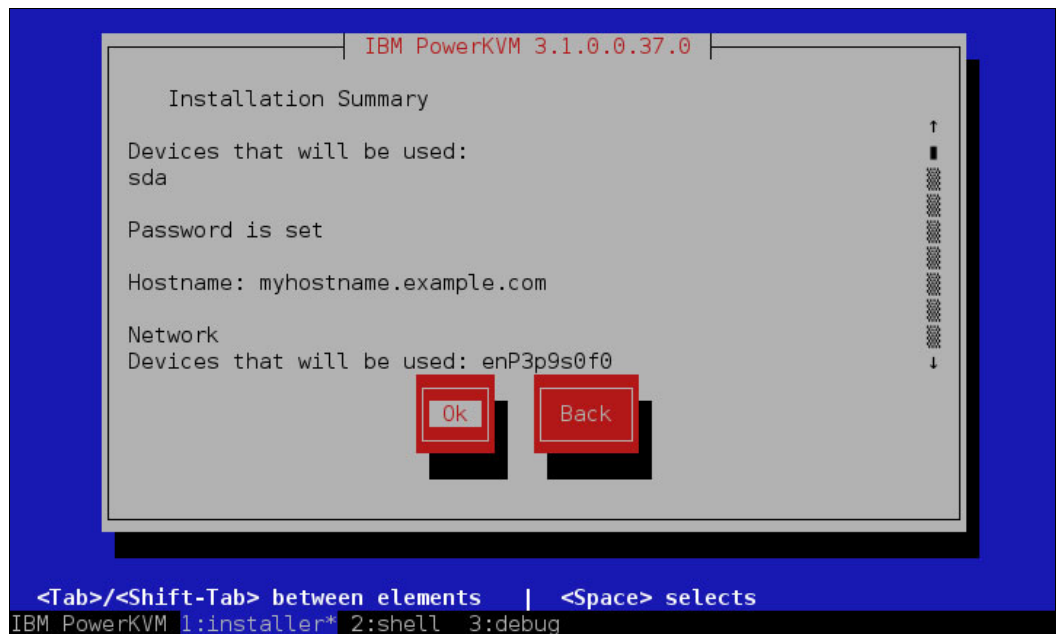 IBM PowerKVM 3.1.0.0.37.0
Installation Summary
Devices that will be used:
sda
Password is set
Hostname: myhostname.example.com
Network
Devices that will be used: enP3p9s0f0
Ok Back
<Tab>/<Shift-Tab> between elements | <Space> selects
IBM PowerKVM 1:installer* 2:shell 3:debug